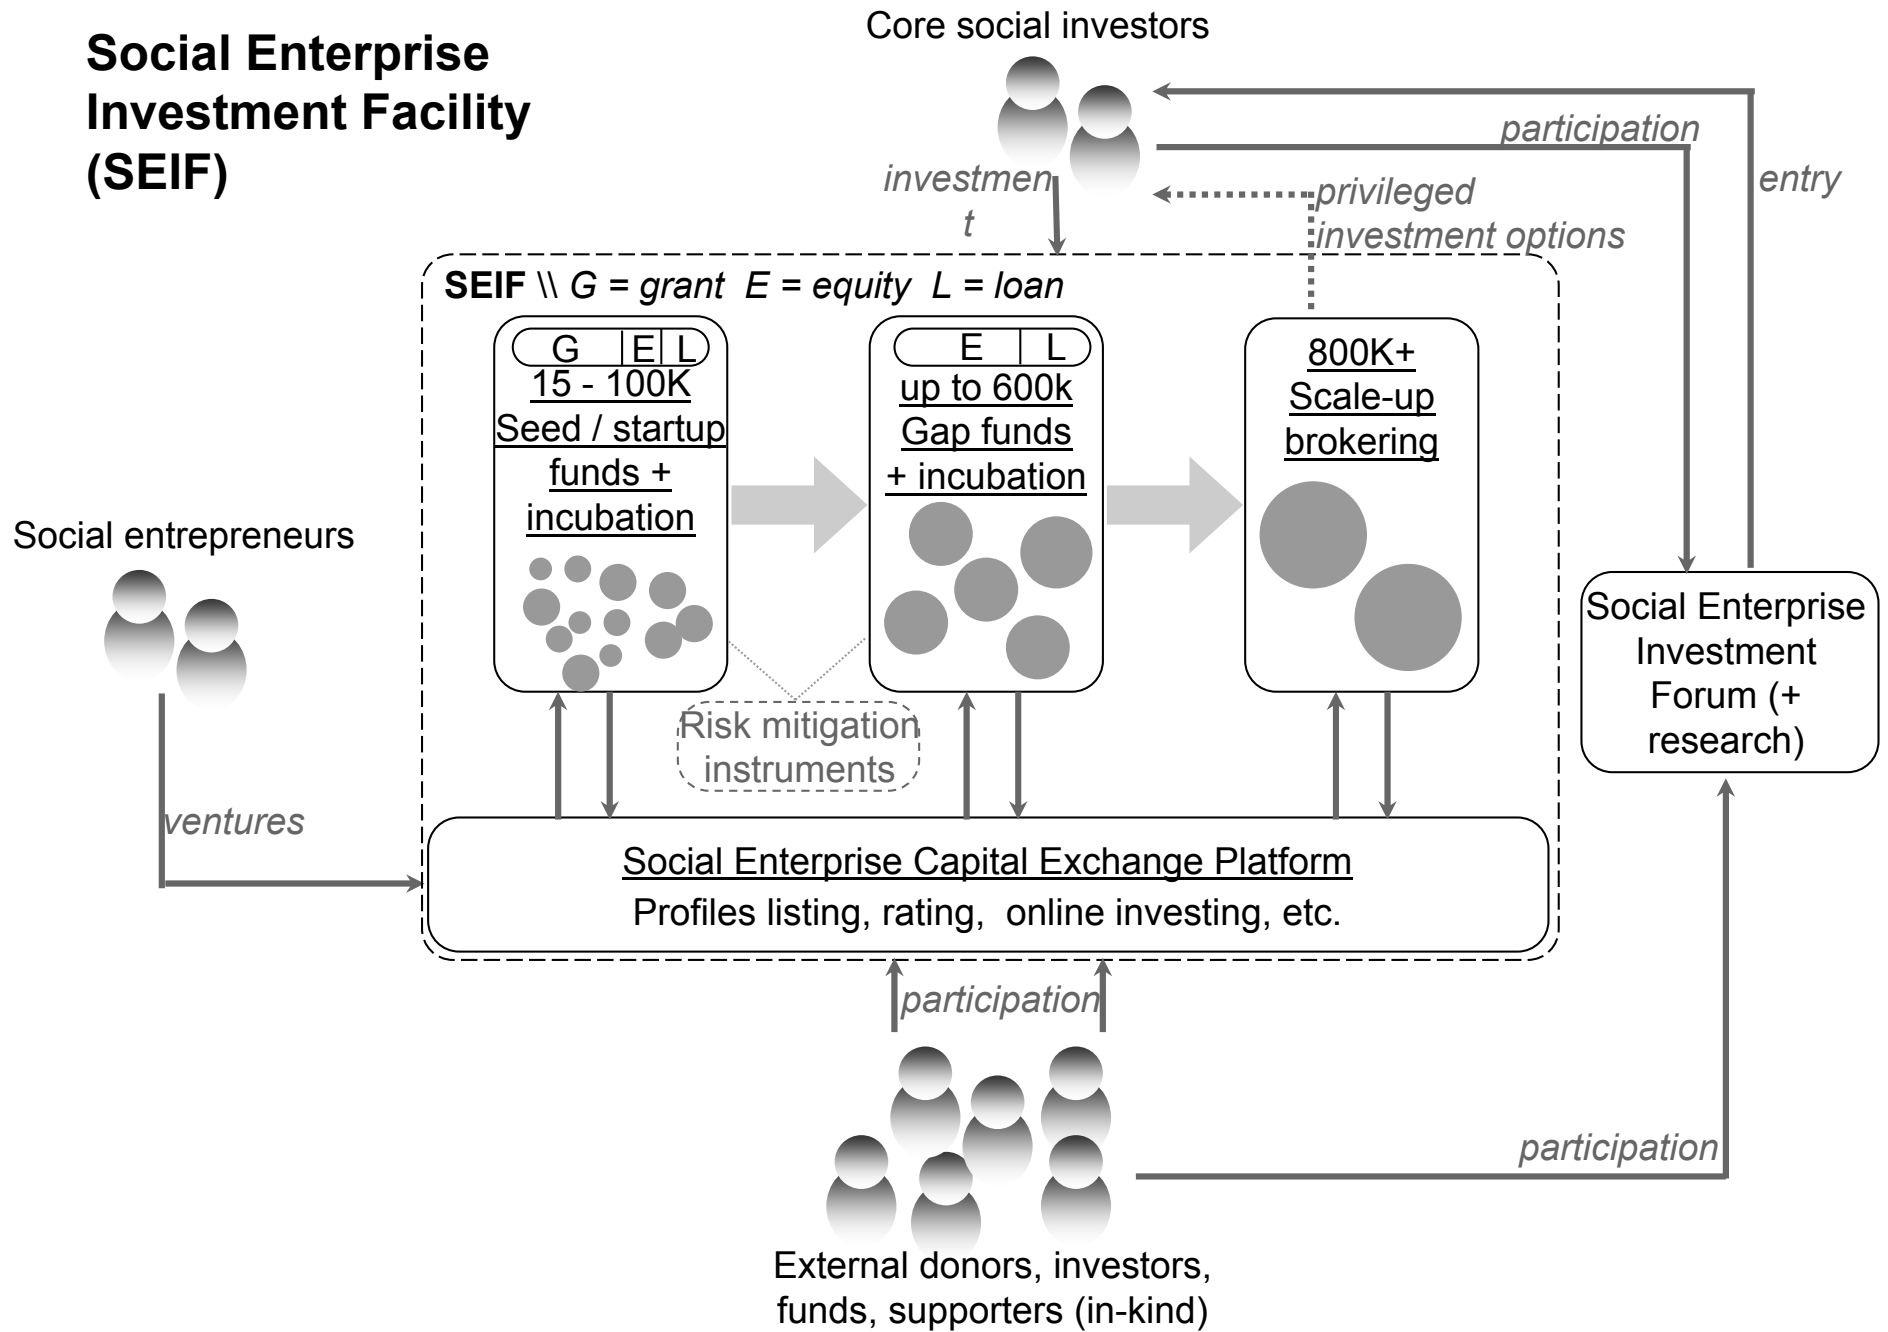 Social Enterprise
Investment Facility
(SEIF)
Core social investors
participation
entry
investmen
t
privileged
investment options
SEIF \\ G = grant  E = equity  L = loan
G E L
15 - 100K
Seed / startup
funds +
incubation
E L
up to 600k
Gap funds
+ incubation
800K+
Scale-up
brokering
Social entrepreneurs
ventures
Risk mitigation
instruments
Social Enterprise
Investment
Forum (+
research)
Social Enterprise Capital Exchange Platform
Profiles listing, rating,  online investing, etc.
participation
participation
External donors, investors,
funds, supporters (in-kind)